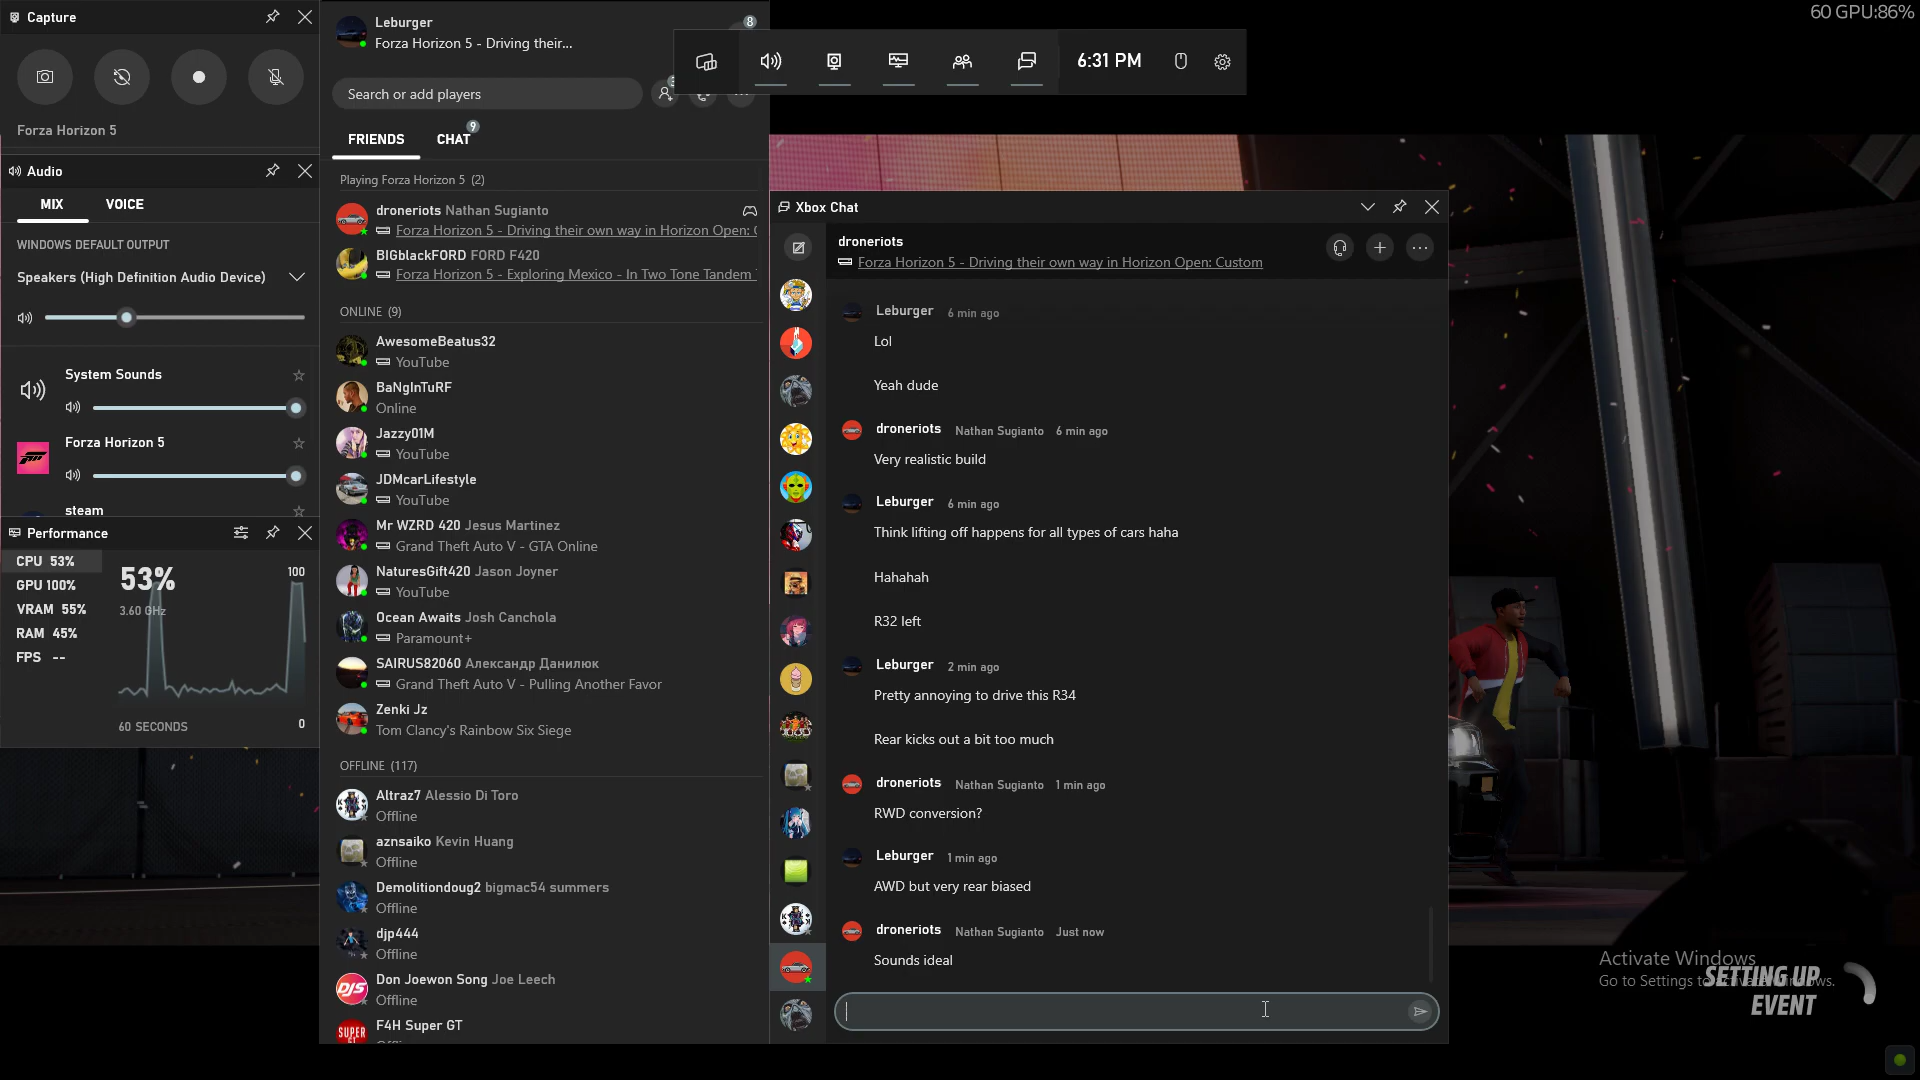 60 GPU:86%
Capture
Forza Horizon 5
Audio
MIX VOICE
WINDOWS DEFAULT OUTPUT
Speakers (High Definition Audio Device)
System Sounds
Forza Horizon 5
steam
Performance
CPU 53%
GPU 100%
VRAM 55%
RAM 45%
FPS --
53%
3.60 GHz
100
60 SECONDS
0
Leburger
8
Forza Horizon 5 - Driving their...
6:31 PM
Search or add players
FRIENDS CHAT 9
Playing Forza Horizon 5 (2)
droneriots Nathan Sugianto
Forza Horizon 5 - Driving their own way in Horizon Open:
BIGblackFORD FORD F420
Forza Horizon 5 - Exploring Mexico - In Two Tone Tandem
ONLINE (9)
AwesomeBeatus32
YouTube
BaNgInTuRF
Online
Jazzy01M
YouTube
JDMcarLifestyle
YouTube
Mr WZRD 420 Jesus Martinez
Grand Theft Auto V - GTA Online
NaturesGift420 Jason Joyner
YouTube
Ocean Awaits Josh Canchola
Paramount+
SAIRUS82060 Александр Данилюк
Grand Theft Auto V - Pulling Another Favor
Zenki Jz
Tom Clancy's Rainbow Six Siege
OFFLINE (117)
Altraz7 Alessio Di Toro
Offline
aznsaiko Kevin Huang
Offline
Demolitiondoug2 bigmac54 summers
Offline
djp444
Offline
DJS
Don Joewon Song Joe Leech
Offline
SUPER
F4H Super GT
Xbox Chat
droneriots
Forza Horizon 5 - Driving their own way in Horizon Open: Custom
Leburger 6 min ago
Lol
Yeah dude
droneriots Nathan Sugianto 6 min ago
Very realistic build
Leburger 6 min ago
Think lifting off happens for all types of cars haha
Hahahah
R32 left
Leburger 2 min ago
Pretty annoying to drive this R34
Rear kicks out a bit too much
droneriots Nathan Sugianto 1 min ago
RWD conversion?
Leburger 1 min ago
AWD but very rear biased
droneriots Nathan Sugianto Just now
Sounds ideal
Activate Windows
Go to Settings to activate Windows.
SETTING UP
EVENT